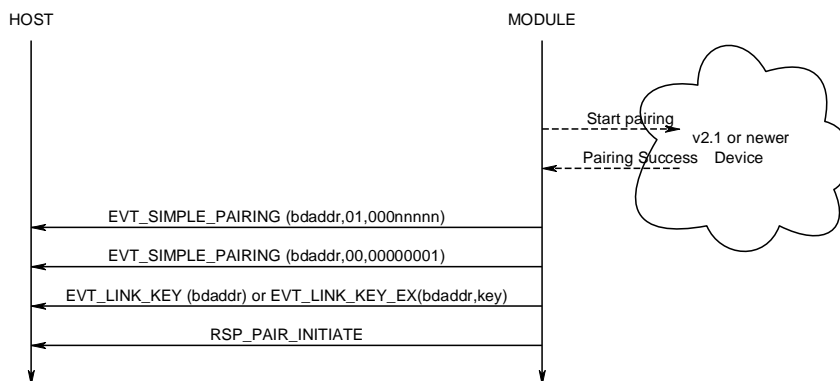 HOST
MODULE
Start pairing
v2.1 or newer
Device
Pairing Success
EVT_SIMPLE_PAIRING (bdaddr,01,000nnnnn)
EVT_SIMPLE_PAIRING (bdaddr,00,00000001)
EVT_LINK_KEY (bdaddr) or EVT_LINK_KEY_EX(bdaddr,key)
RSP_PAIR_INITIATE